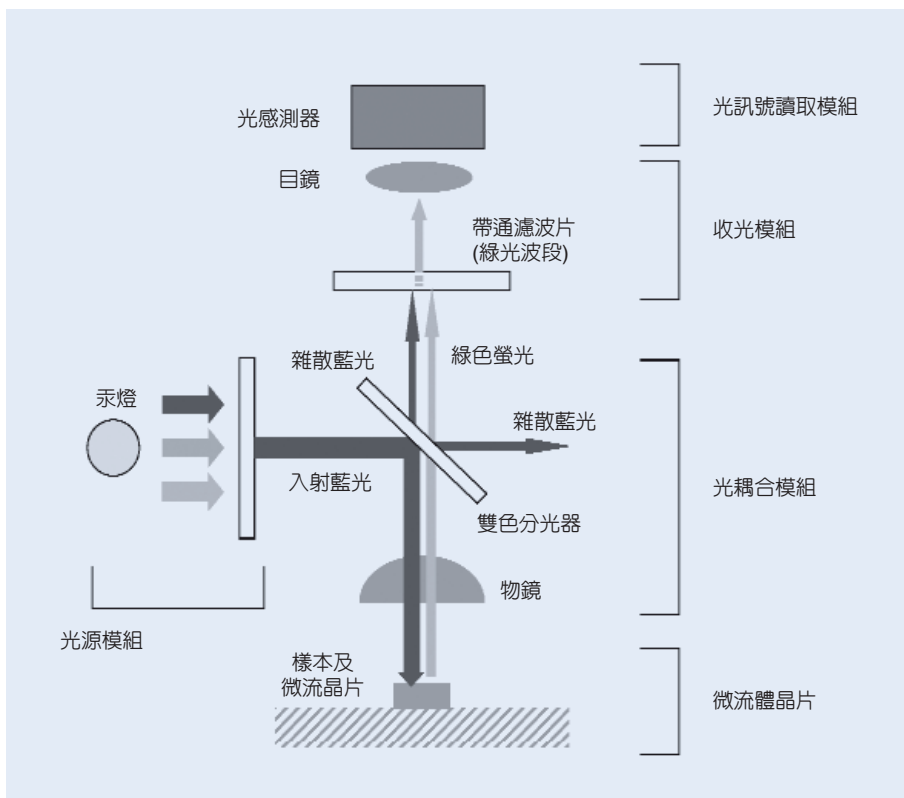 光感測器
光訊號讀取模組
目鏡
帶通濾波片
(綠光波段)
收光模組
雜散藍光
綠色螢光
汞燈
雜散藍光
入射藍光
光耦合模組
雙色分光器
物鏡
光源模組
樣本及
微流晶片
微流體晶片